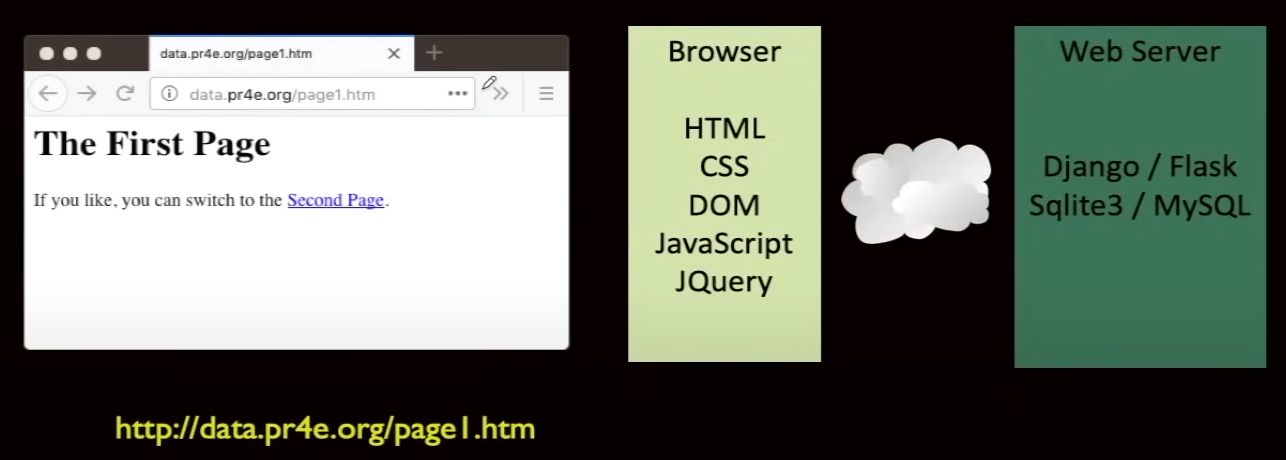 data.pr4e.org/page1.htm
data.pr4e.org/page1.htm
The First Page
If you like, you can switch to the Second Page.
http://data.pr4e.org/page1.htm
Browser
HTML
CSS
DOM
JavaScript
JQuery
Web Server
Django / Flask
Sqlite3 / MySQL